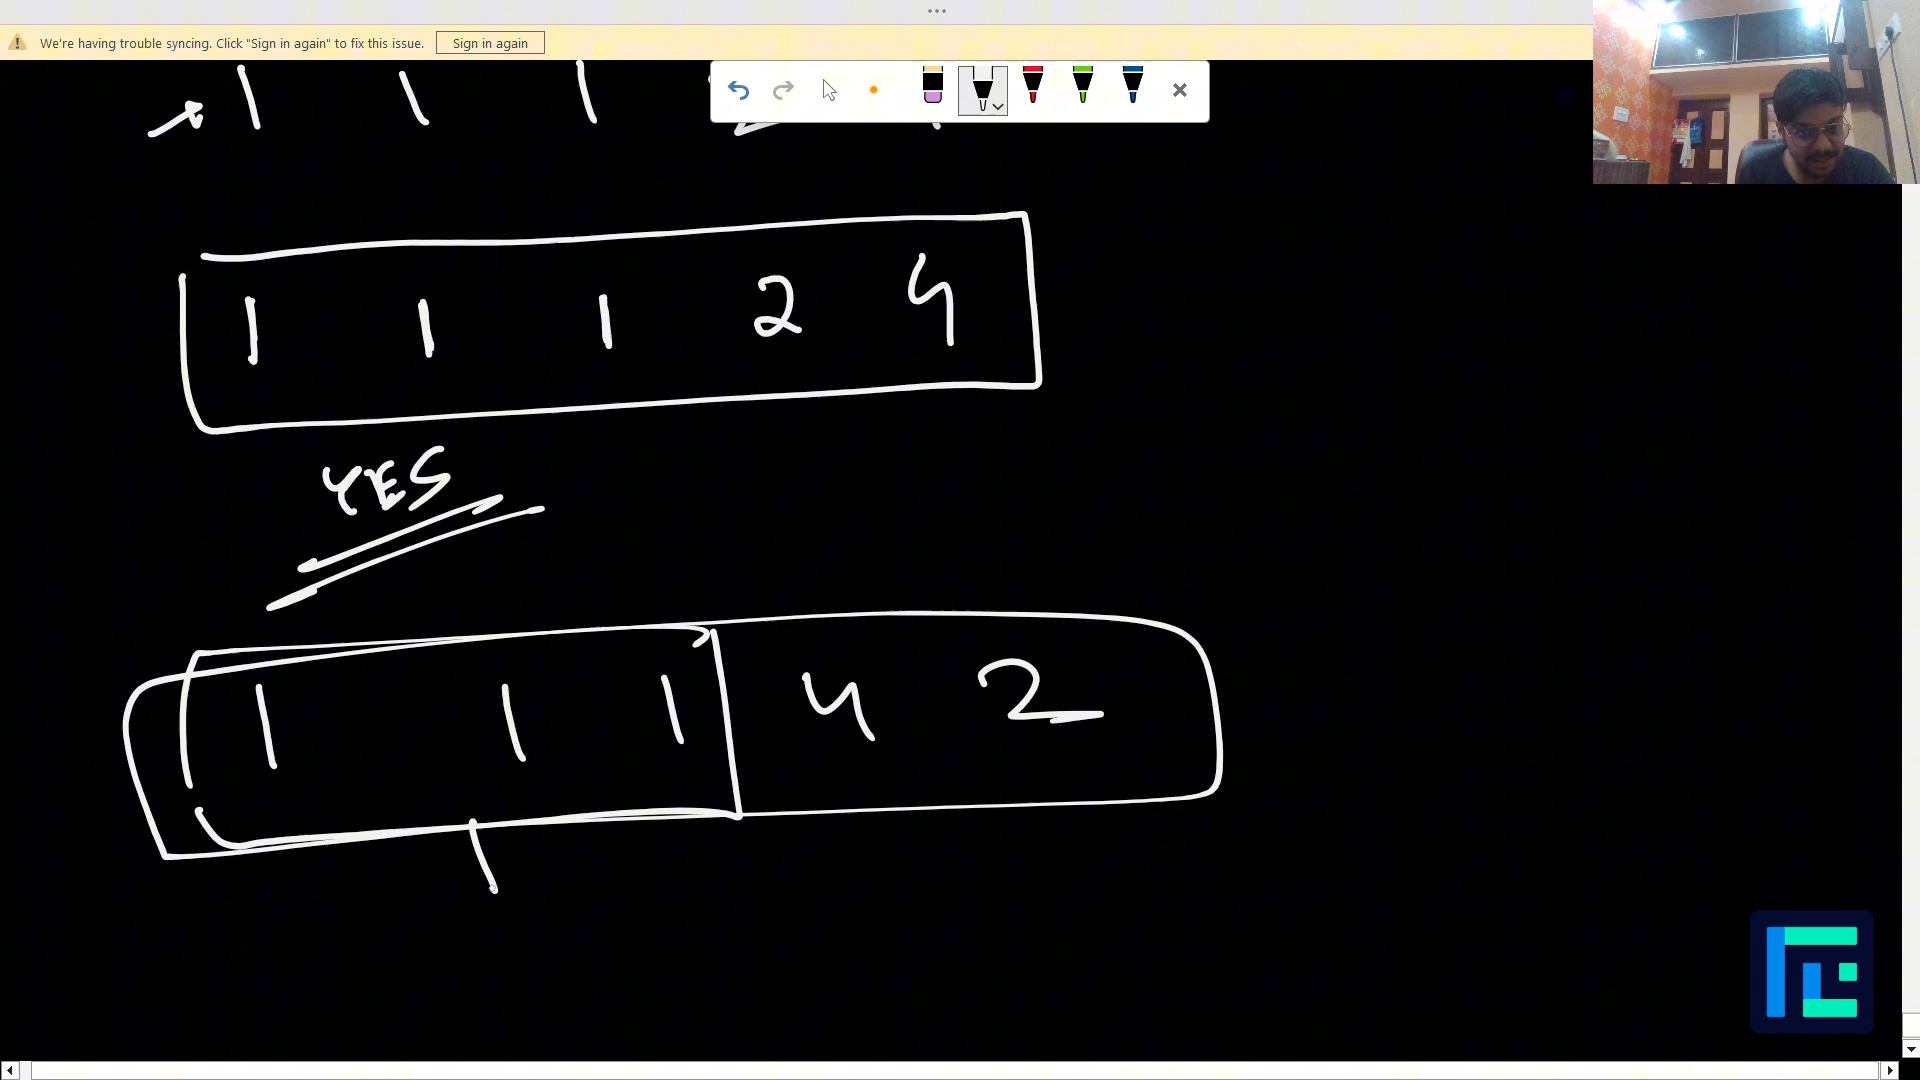 We're having trouble syncing. Click "Sign in again" to fix this issue. Sign in again
1 1 1
1 1 1 2 4
YES
1 1 1 4 2
1